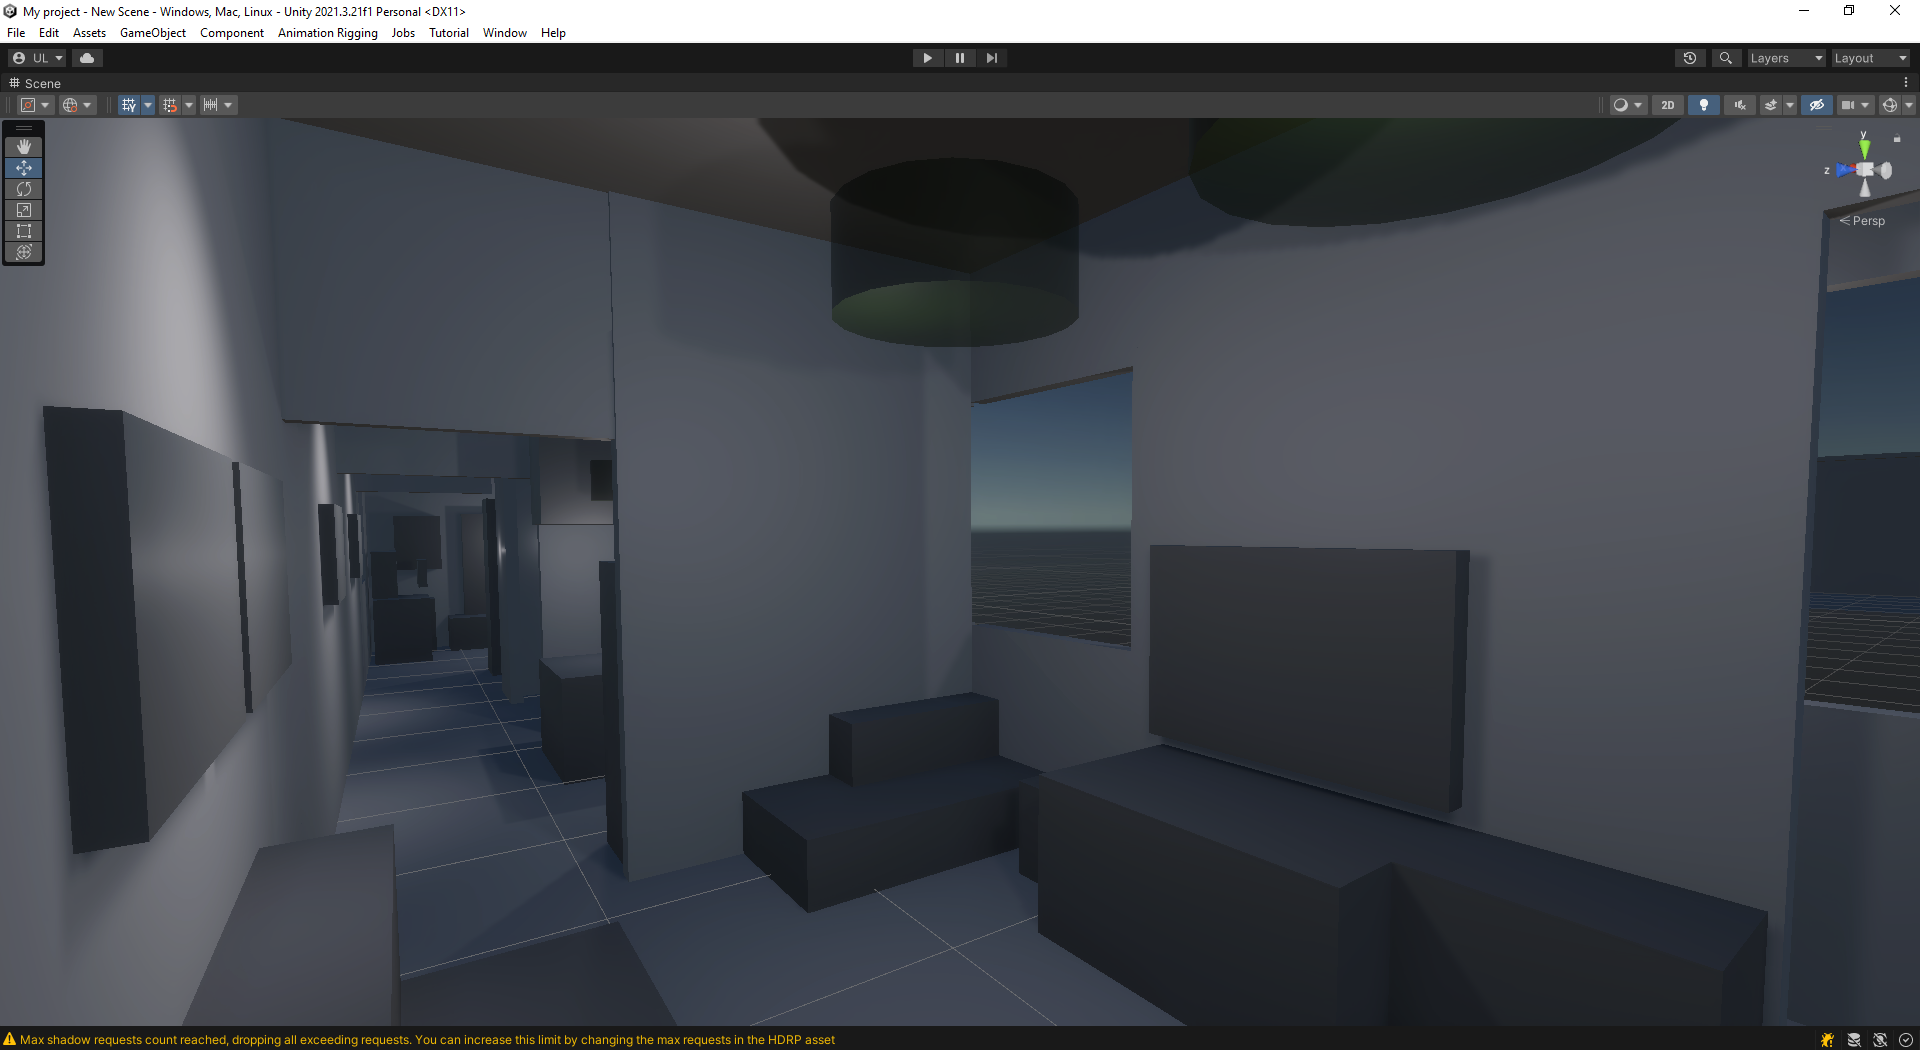 My project - New Scene - Windows, Mac, Linux - Unity 2021.3.21f1 Personal <DX11>
File Edit Assets GameObject Component Animation Rigging Jobs Tutorial Window Help
UL Layers Layout
Scene
2D
y
z
Persp
Max shadow requests count reached, dropping all exceeding requests. You can increase this limit by changing the max requests in the HDRP asset